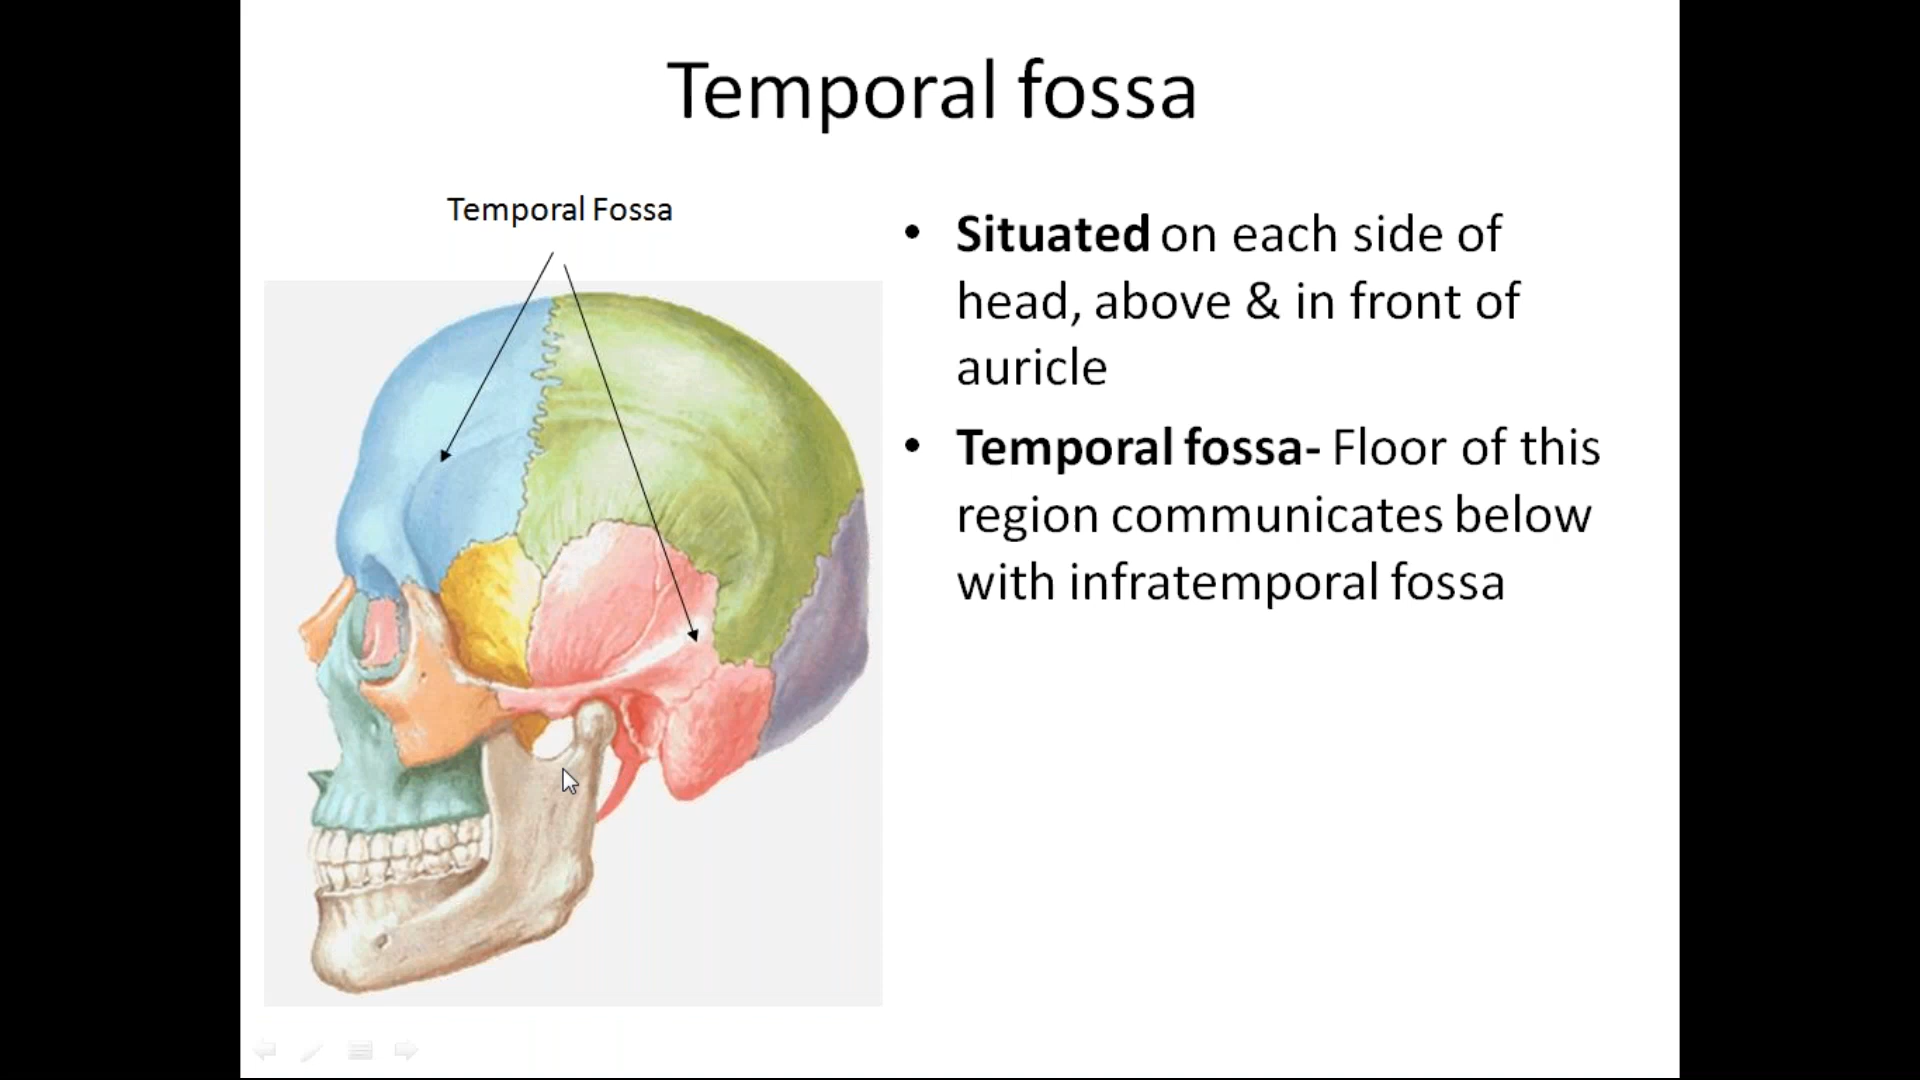 Temporal fossa
Temporal Fossa
• Situated on each side of
head, above & in front of
auricle
• Temporal fossa- Floor of this
region communicates below
with infratemporal fossa